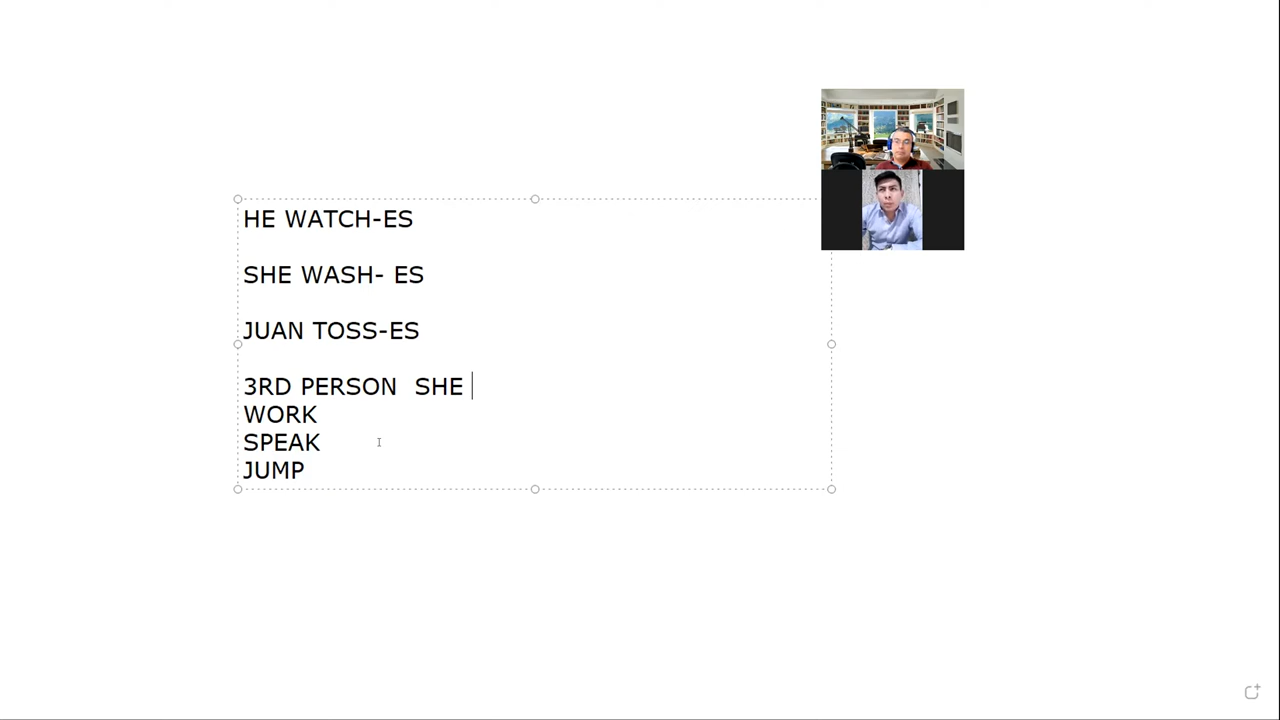 HE WATCH-ES
SHE WASH- ES
JUAN TOSS-ES
3RD PERSON  SHE
WORK
SPEAK
JUMP